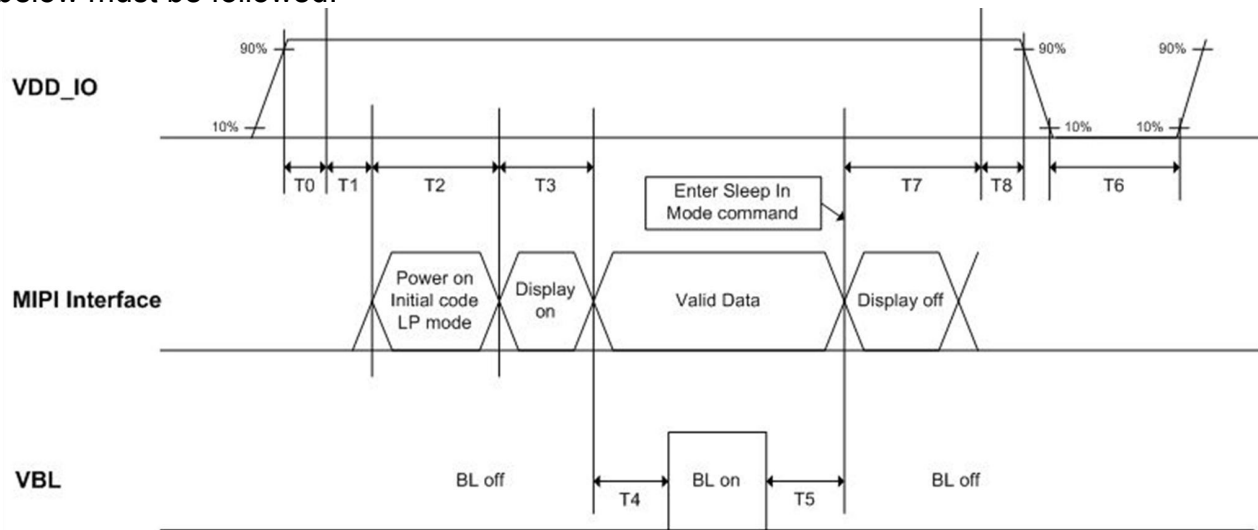 below must be followed.
90%
90%
90%
VDD_IO
10%
10%
10%
T0
T1
T2
T3
T7
T8
T6
Enter Sleep In
Mode command
MIPI Interface
Power on
Initial code
LP mode
Display
on
Valid Data
Display off
VBL
BL off
T4
BL on
T5
BL off